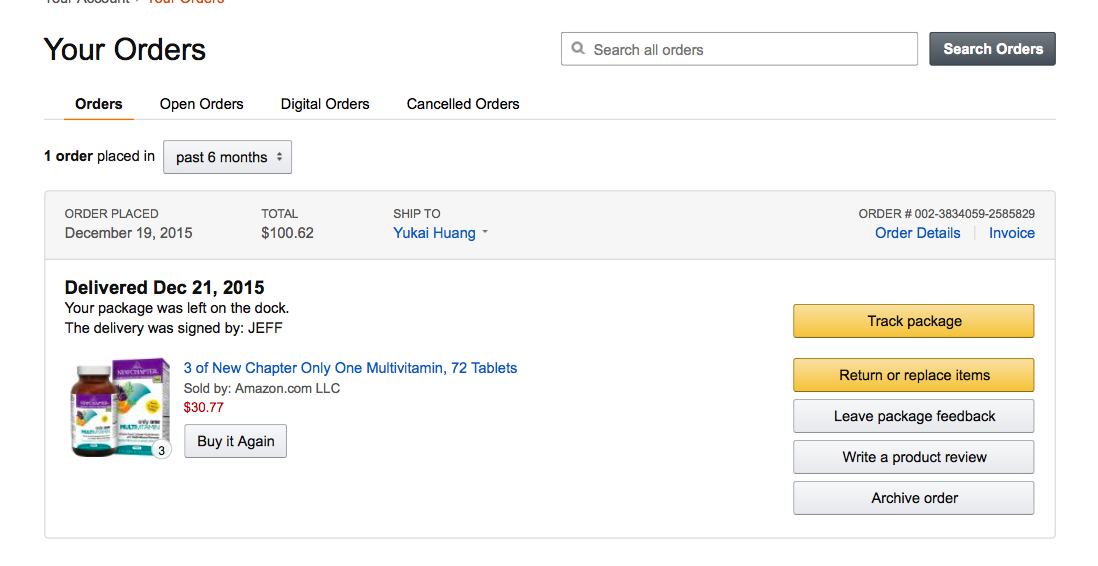 Your Account › Your Orders
Your Orders
Search all orders
Search Orders
Orders
Open Orders
Digital Orders
Cancelled Orders
1 order placed in
past 6 months
ORDER PLACED
TOTAL
SHIP TO
ORDER # 002-3834059-2585829
December 19, 2015
$100.62
Yukai Huang
Order Details
Invoice
Delivered Dec 21, 2015
Your package was left on the dock.
The delivery was signed by: JEFF
Track package
3 of New Chapter Only One Multivitamin, 72 Tablets
Sold by: Amazon.com LLC
$30.77
Buy it Again
NEW CHAPTER
only one
MULTIVITAMIN
3
Return or replace items
Leave package feedback
Write a product review
Archive order